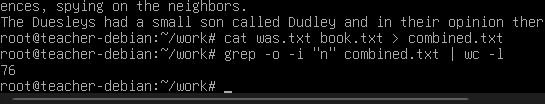 ences, spying on the neighbors.
The Duesleys had a small son called Dudley and in their opinion ther
root@teacher-debian:~/work# cat was.txt book.txt > combined.txt
root@teacher-debian:~/work# grep -o -i "n" combined.txt | wc -l
76
root@teacher-debian:~/work# _